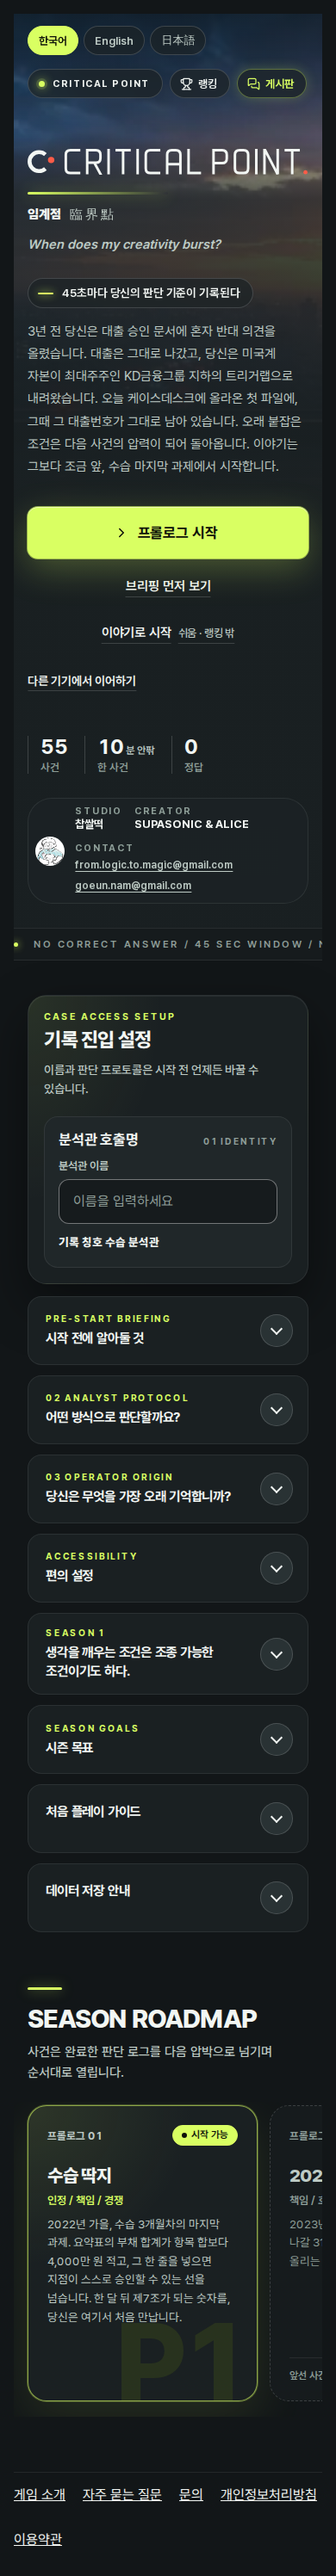 한국어 English 日本語
CRITICAL POINT 랭킹 게시판
CRITICAL POINT.
임계점 臨界點
When does my creativity burst?
45초마다 당신의 판단 기준이 기록된다
3년 전 당신은 대출 승인 문서에 혼자 반대 의견을
올렸습니다. 대출은 그대로 나갔고, 당신은 미국계
자본이 최대주주인 KD금융그룹 지하의 트리거랩으로
내려왔습니다. 오늘 케이스데스크에 올라온 첫 파일에,
그때 그 대출번호가 그대로 남아 있습니다. 오래 붙잡은
조건은 다음 사건의 압력이 되어 돌아옵니다. 이야기는
그보다 조금 앞, 수습 마지막 과제에서 시작합니다.
프롤로그 시작
브리핑 먼저 보기
이야기로 시작 쉬움 · 랭킹 밖
다른 기기에서 이어하기
55 10분 안팎 0
사건 한 사건 정답
STUDIO CREATOR
찹쌀떡 SUPASONIC & ALICE
CONTACT
from.logic.to.magic@gmail.com
goeun.nam@gmail.com
NO CORRECT ANSWER / 45 SEC WINDOW /
CASE ACCESS SETUP
기록 진입 설정
이름과 판단 프로토콜은 시작 전 언제든 바꿀 수
있습니다.
분석관 호출명 01 IDENTITY
분석관 이름
이름을 입력하세요
기록 칭호 수습 분석관
PRE-START BRIEFING
시작 전에 알아둘 것
02 ANALYST PROTOCOL
어떤 방식으로 판단할까요?
03 OPERATOR ORIGIN
당신은 무엇을 가장 오래 기억합니까?
ACCESSIBILITY
편의 설정
SEASON 1
생각을 깨우는 조건은 조종 가능한
조건이기도 하다.
SEASON GOALS
시즌 목표
처음 플레이 가이드
데이터 저장 안내
SEASON ROADMAP
사건은 완료한 판단 로그를 다음 압박으로 넘기며
순서대로 열립니다.
프롤로그 01 시작 가능
수습 딱지
인정 / 책임 / 경쟁
2022년 가을, 수습 3개월차의 마지막
과제. 요약표의 부채 합계가 항목 합보다
4,000만 원 적고, 그 한 줄을 넣으면
지점이 스스로 승인할 수 있는 선을
넘습니다. 한 달 뒤 제7조가 되는 숫자를,
당신은 여기서 처음 만납니다.
P1
게임 소개 자주 묻는 질문 문의 개인정보처리방침
이용약관